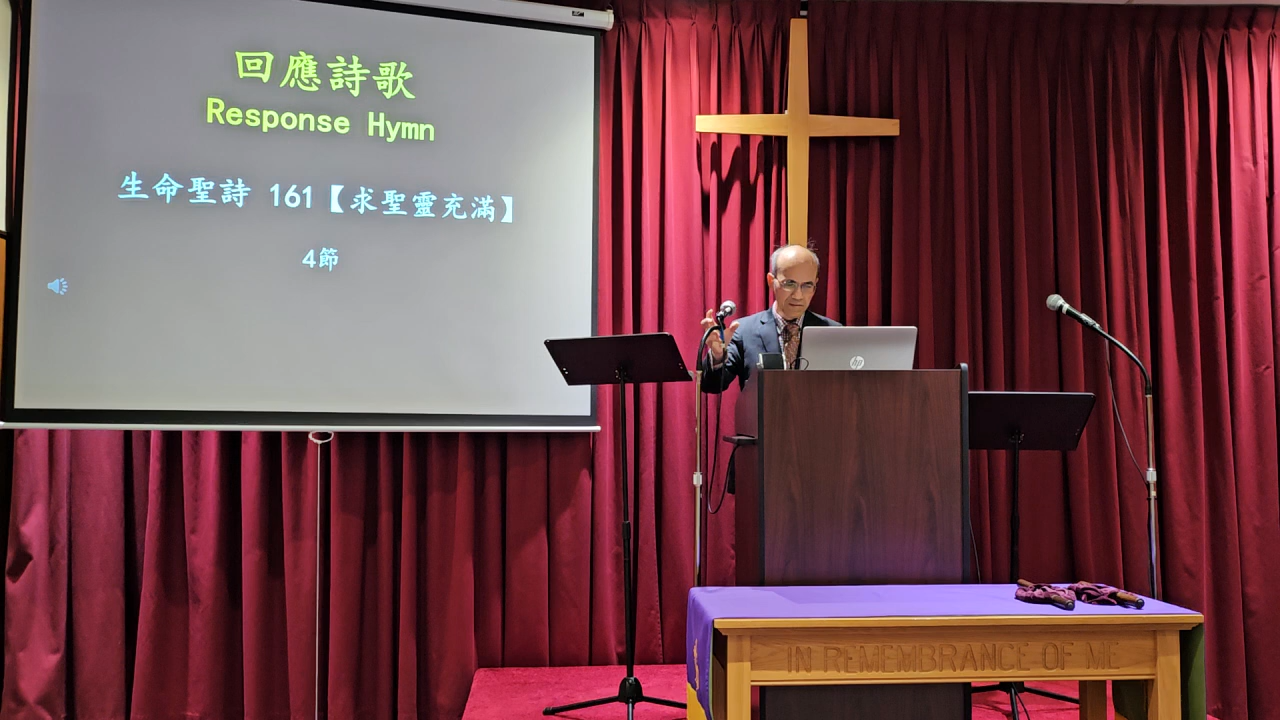 回應詩歌
Response Hymn
生命聖詩 161【求聖靈充滿】
4節
hp
IN REMEMBRANCE OF ME